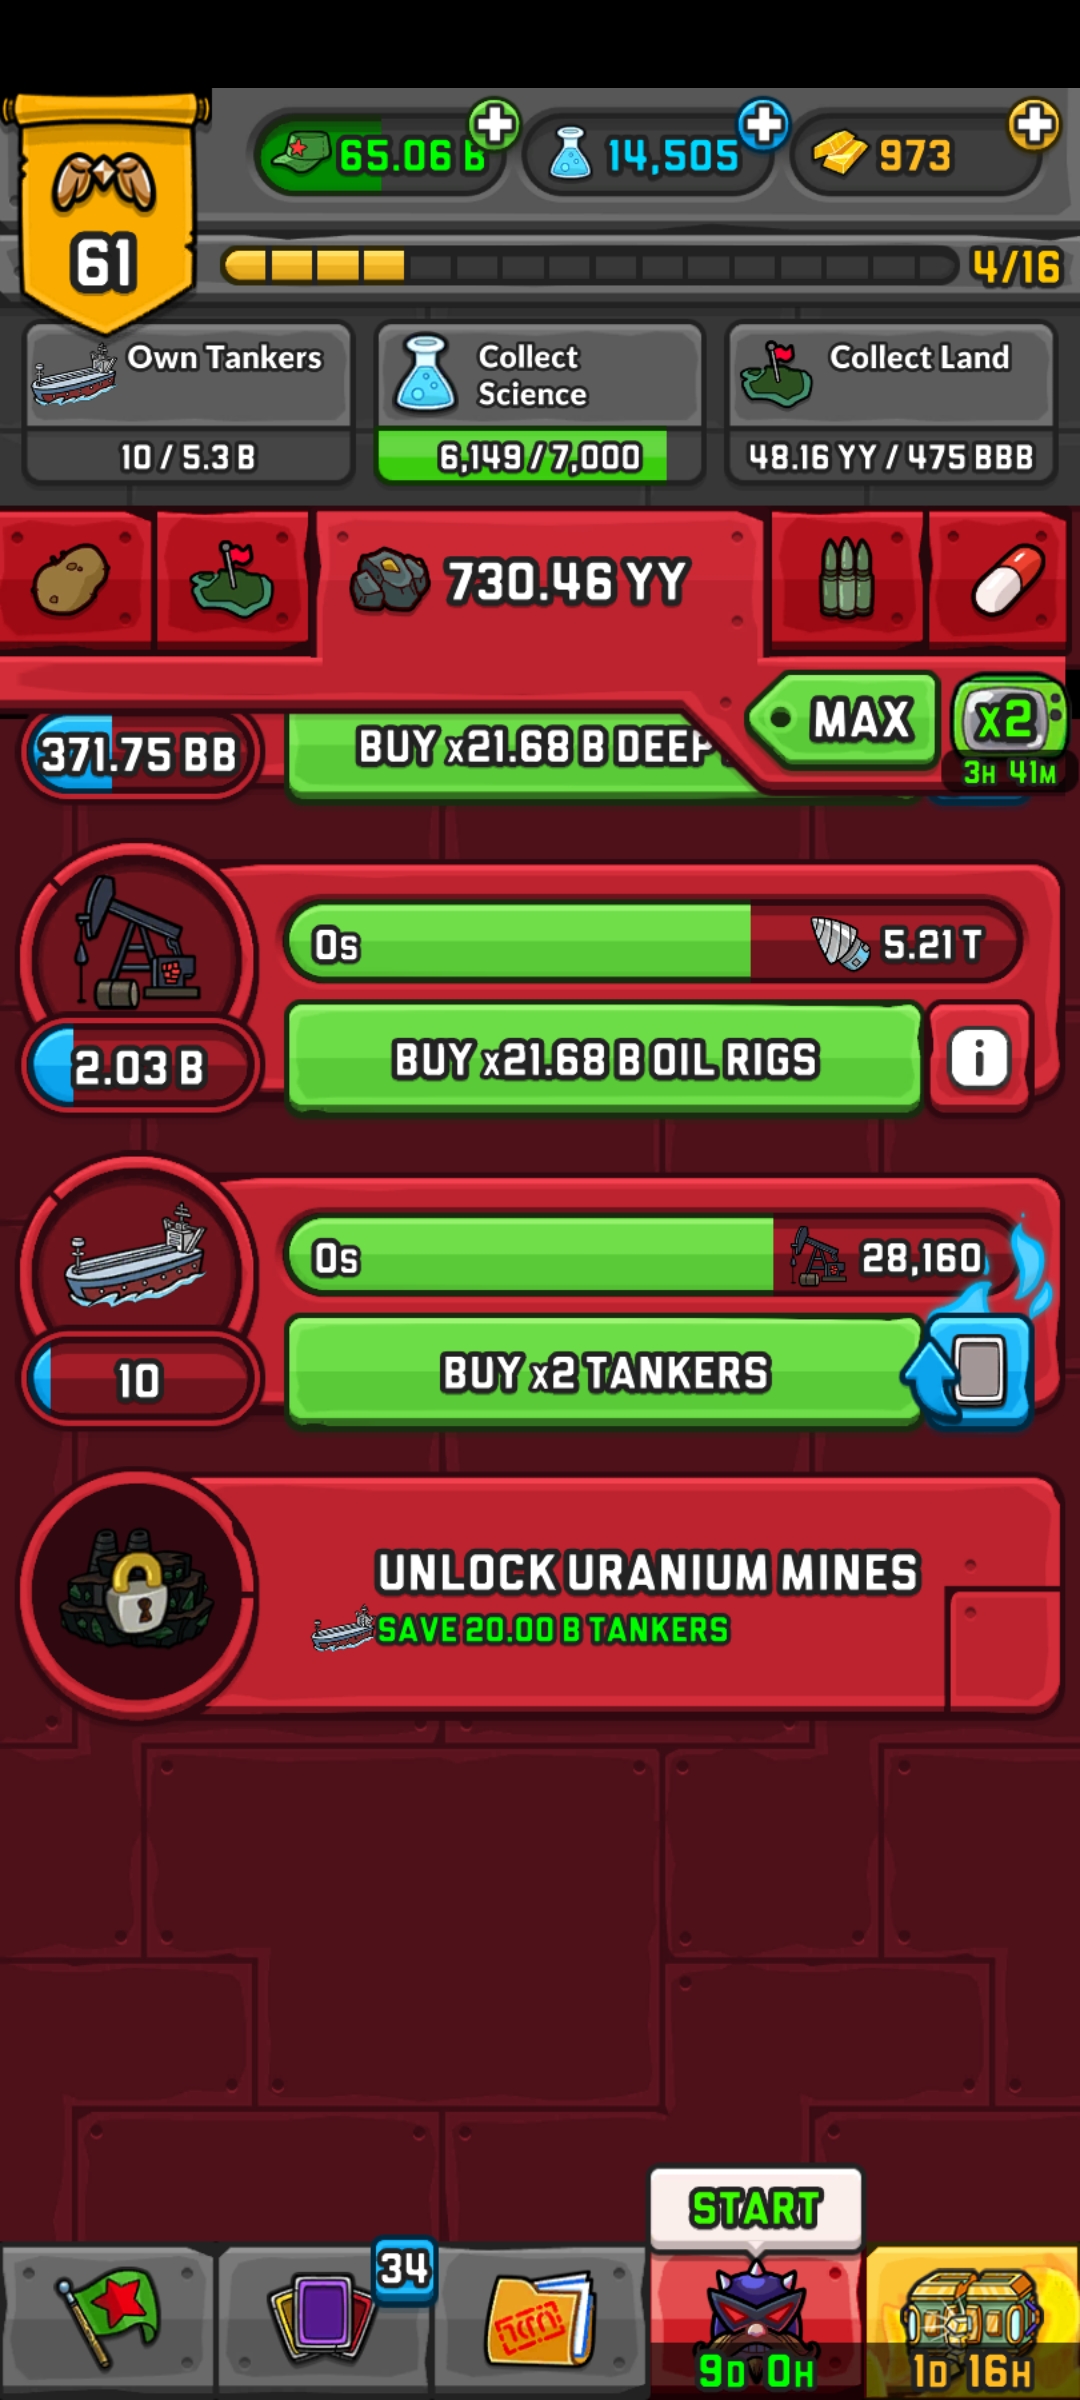 65.06 B
14,505
973
61
4/16
Own Tankers
Collect
Science
Collect Land
10 / 5.3 B
6,149 / 7,000
48.16 YY / 475 BBB
730.46 YY
MAX
x2
3H 41M
371.75 BB
BUY x21.68 B DEEP
0s
5.21 T
2.03 B
BUY x21.68 B OIL RIGS
i
0s
28,160
10
BUY x2 TANKERS
UNLOCK URANIUM MINES
SAVE 20.00 B TANKERS
START
34
9D 0H
1D 16H